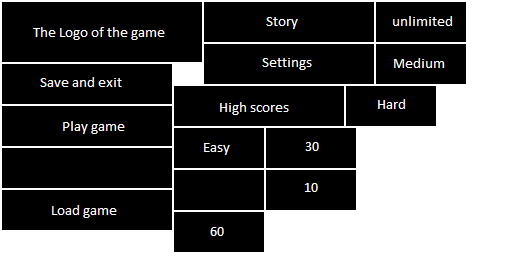 The Logo of the game
Story
unlimited
Settings
Medium
Save and exit
High scores
Hard
Play game
Easy
30
10
Load game
60